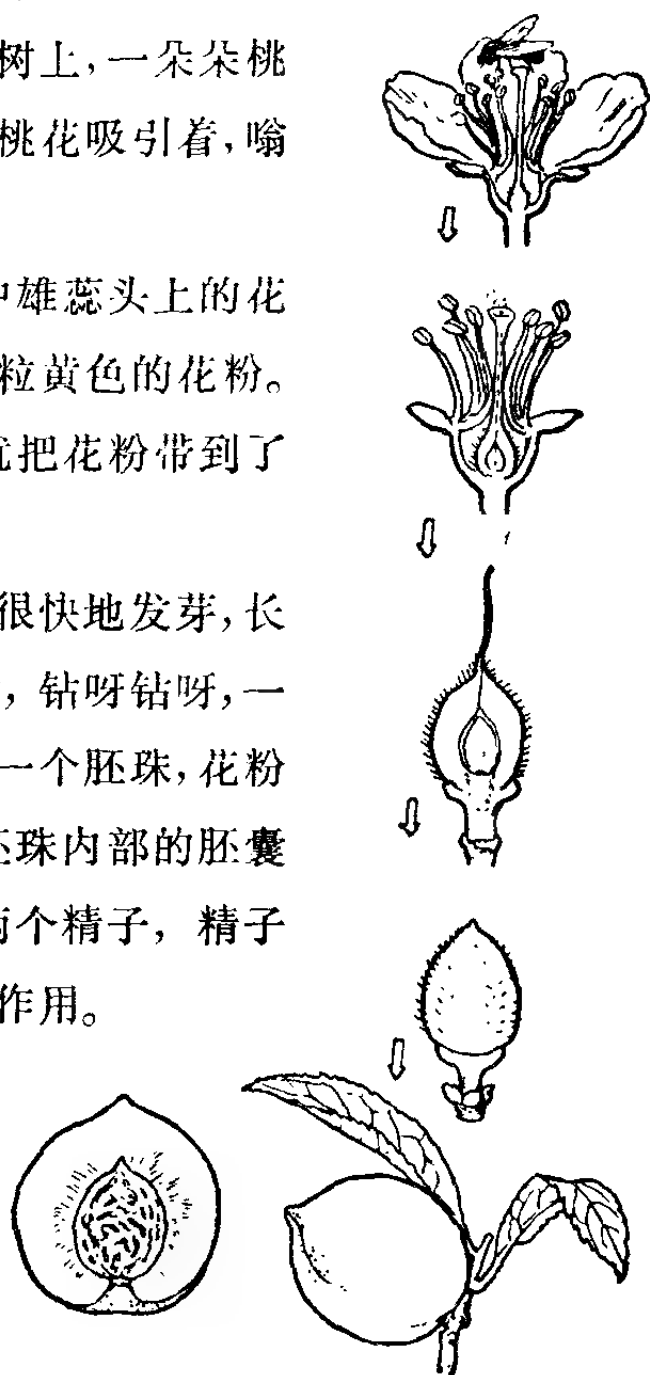 树上，一朵朵桃
桃花吸引着，嗡
雄蕊头上的花
粒黄色的花粉。
把花粉带到了
很快地发芽，长
，钻呀钻呀，一
一个胚珠，花粉
珠内部的胚囊
两个精子，精子
作用。